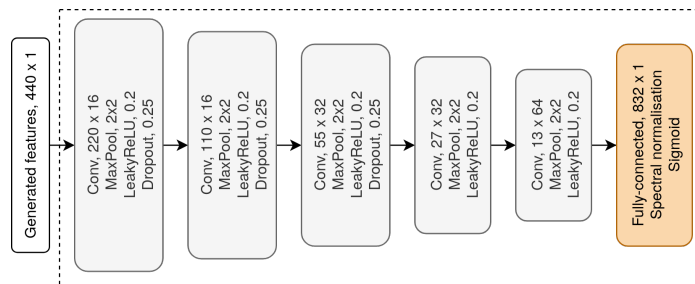 Generated features, 440 x 1
Conv, 220 x 16
MaxPool, 2x2
LeakyReLU, 0.2
Dropout, 0.25
Conv, 110 x 16
MaxPool, 2x2
LeakyReLU, 0.2
Dropout, 0.25
Conv, 55 x 32
MaxPool, 2x2
LeakyReLU, 0.2
Dropout, 0.25
Conv, 27 x 32
MaxPool, 2x2
LeakyReLU, 0.2
Conv, 13 x 64
MaxPool, 2x2
LeakyReLU, 0.2
Fully-connected, 832 x 1
Spectral normalisation
Sigmoid